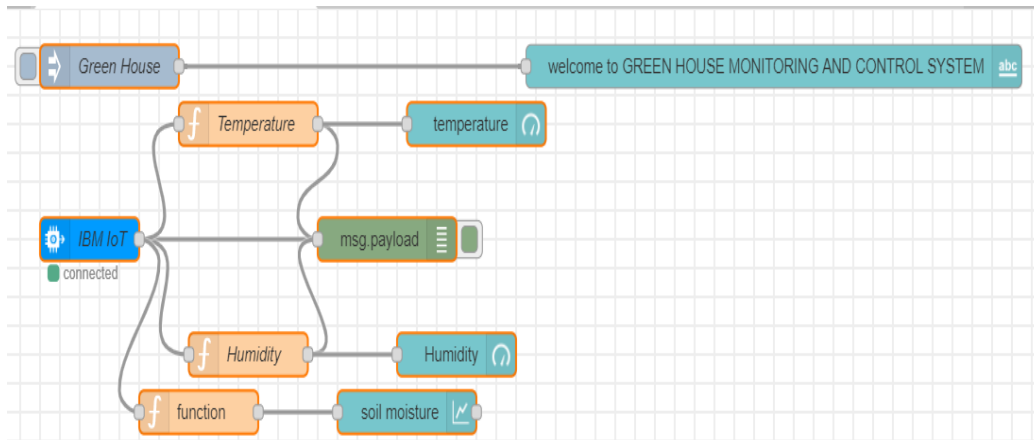 Green House
welcome to GREEN HOUSE MONITORING AND CONTROL SYSTEM
abc
Temperature
temperature
IBM IoT
msg.payload
connected
Humidity
Humidity
function
soil moisture